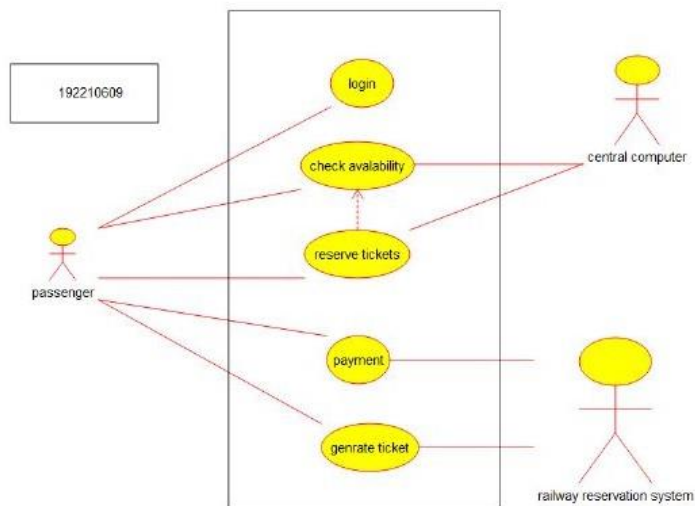 192210609
login
central computer
check avalability
reserve tickets
passenger
payment
genrate ticket
railway reservation system